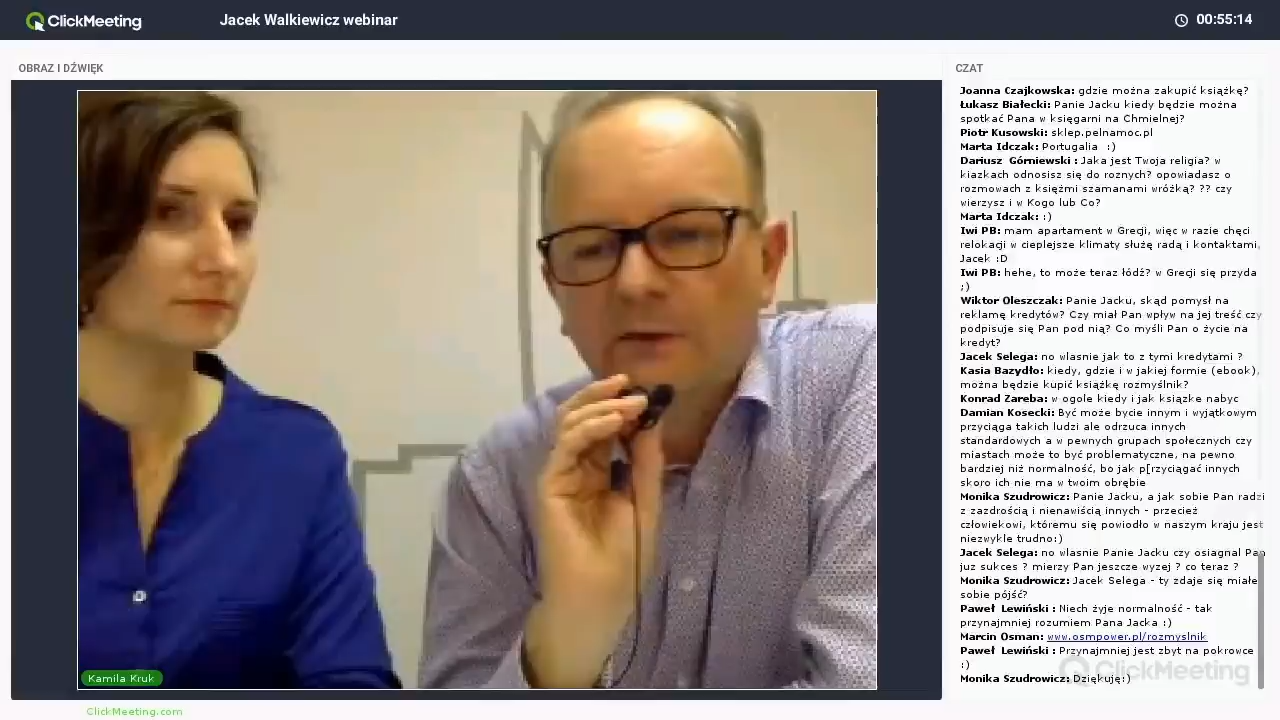 ClickMeeting
Jacek Walkiewicz webinar
00:55:14
OBRAZ I DŹWIĘK
CZAT
Joanna Czajkowska: gdzie można zakupić książkę?
Łukasz Białecki: Panie Jacku kiedy będzie można
spotkać Pana w księgarni na Chmielnej?
Piotr Kusowski: sklep.pelnamoc.pl
Marta Idczak: Portugalia :)
Dariusz Górniewski : Jaka jest Twoja religia? w
kiazkach odnosisz się do roznych? opowiadasz o
rozmowach z księżmi szamanami wróżką? ?? czy
wierzysz i w Kogo lub Co?
Marta Idczak: :)
Iwi PB: mam apartament w Grecji, więc w razie chęci
relokacji w cieplejsze klimaty służę radą i kontaktami,
Jacek :D
Iwi PB: hehe, to może teraz łódź? w Grecji się przyda
;)
Wiktor Oleszczak: Panie Jacku, skąd pomysł na
reklamę kredytów? Czy miał Pan wpływ na jej treść czy
podpisuje się Pan pod nią? Co myśli Pan o życie na
kredyt?
Jacek Selega: no wlasnie jak to z tymi kredytami ?
Kasia Bazydło: kiedy, gdzie i w jakiej formie (ebook),
można będzie kupić książkę rozmyślnik?
Konrad Zareba: w ogole kiedy i jak ksiązke nabyc
Damian Kosecki: Być może bycie innym i wyjątkowym
przyciąga takich ludzi ale odrzuca innych
standardowych a w pewnych grupach społecznych czy
miastach może to być problematyczne, na pewno
bardziej niż normalność, bo jak p[rzyciągać innych
skoro ich nie ma w twoim obrębie
Monika Szudrowicz: Panie Jacku, a jak sobie Pan radzi
z zazdrością i nienawiścią innych - przecież
człowiekowi, któremu się powiodło w naszym kraju jest
niezwykle trudno:)
Jacek Selega: no wlasnie Panie Jacku czy osiagnal Pan
juz sukces ? mierzy Pan jeszcze wyzej ? co teraz ?
Monika Szudrowicz: Jacek Selega - ty zdaje się miałeś
sobie pójść?
Paweł Lewiński : Niech żyje normalność - tak
przynajmniej rozumiem Pana Jacka :)
Marcin Osman: www.osmpower.pl/rozmyslnik
Paweł Lewiński : Przynajmniej jest zbyt na pokrowce
:)
Monika Szudrowicz: Dziękuję:)
ClickMeeting
Kamila Kruk
ClickMeeting.com